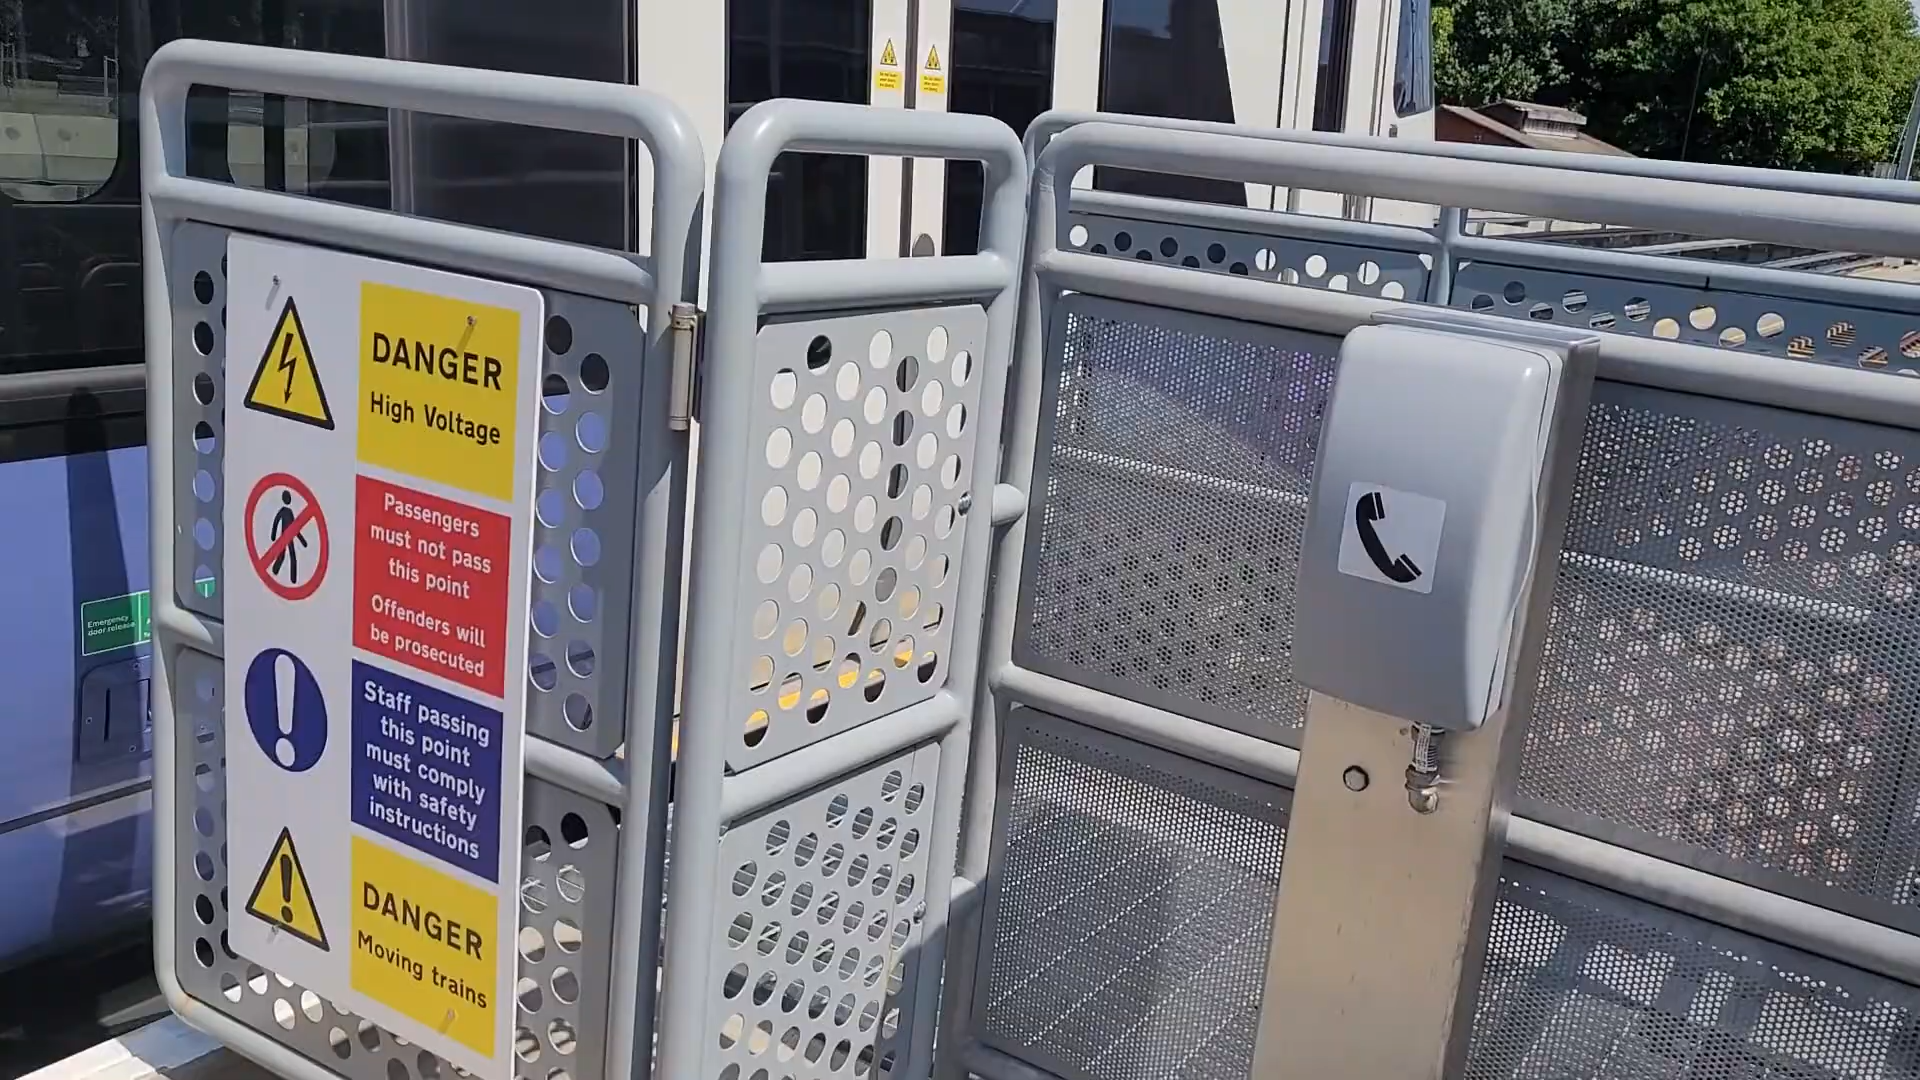 DANGER
High Voltage
Passengers
must not pass
this point
Offenders will
be prosecuted
Staff passing
this point
must comply
with safety
instructions
DANGER
Moving trains
Emergency
door release